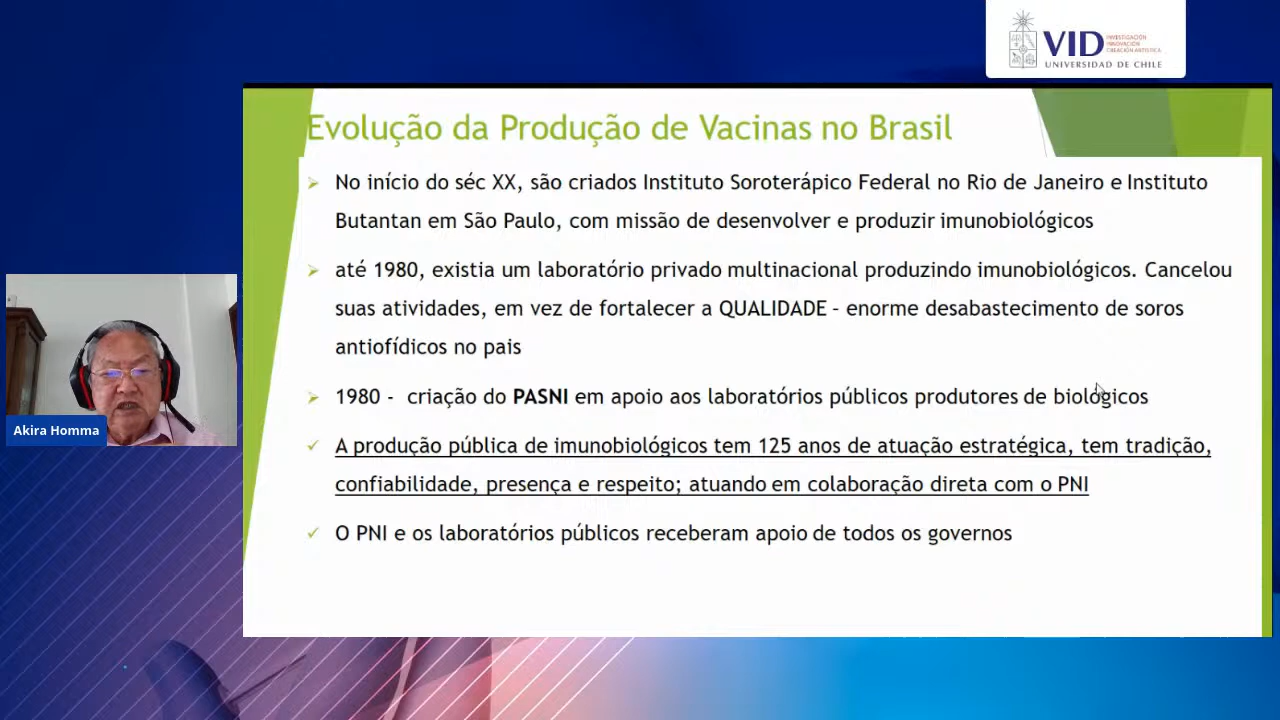 VID
INVESTIGACIÓN
INNOVACIÓN
CREACIÓN ARTÍSTICA
UNIVERSIDAD DE CHILE
Evolução da Produção de Vacinas no Brasil
No início do séc XX, são criados Instituto Soroterápico Federal no Rio de Janeiro e Instituto
Butantan em São Paulo, com missão de desenvolver e produzir imunobiológicos
até 1980, existia um laboratório privado multinacional produzindo imunobiológicos. Cancelou
suas atividades, em vez de fortalecer a QUALIDADE – enorme desabastecimento de soros
antiofídicos no pais
1980 - criação do PASNI em apoio aos laboratórios públicos produtores de biológicos
A produção pública de imunobiológicos tem 125 anos de atuação estratégica, tem tradição,
confiabilidade, presença e respeito; atuando em colaboração direta com o PNI
O PNI e os laboratórios públicos receberam apoio de todos os governos
Akira Homma